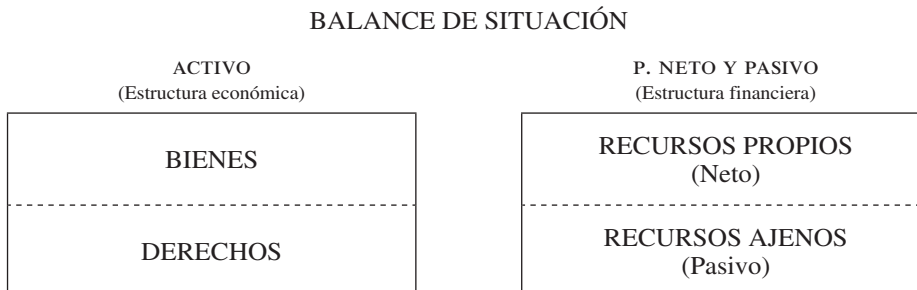 BALANCE DE SITUACIÓN
ACTIVO
(Estructura económica)
P. NETO Y PASIVO
(Estructura financiera)
BIENES
RECURSOS PROPIOS
(Neto)
DERECHOS
RECURSOS AJENOS
(Pasivo)